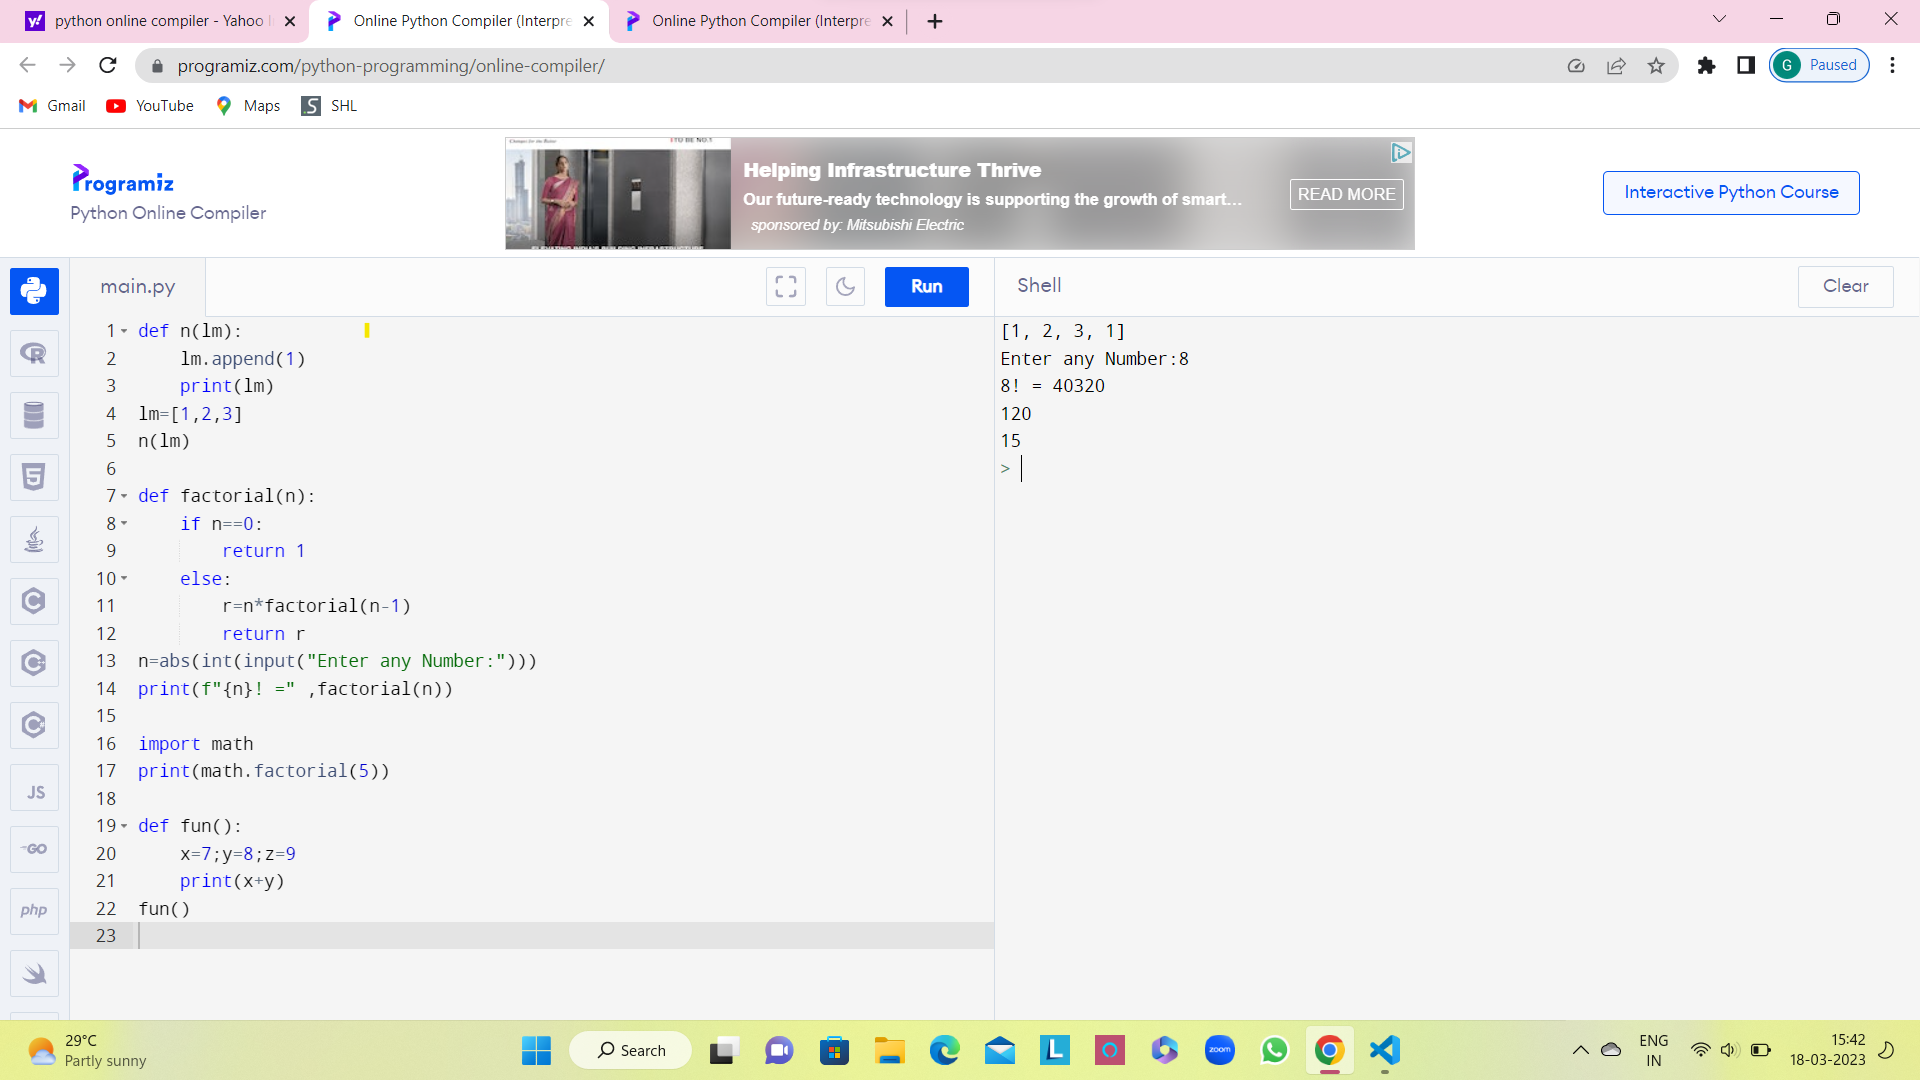 python online compiler - Yahoo
Online Python Compiler (Interpre
Online Python Compiler (Interpre
programiz.com/python-programming/online-compiler/
G Paused
Gmail
YouTube
Maps
SHL
Programiz
Python Online Compiler
Changes for the Better
Helping Infrastructure Thrive
Our future-ready technology is supporting the growth of smart...
sponsored by: Mitsubishi Electric
READ MORE
Interactive Python Course
main.py
Run
Shell
Clear
1 def n(lm):
2     lm.append(1)
3     print(lm)
4 lm=[1,2,3]
5 n(lm)
6
7 def factorial(n):
8     if n==0:
9         return 1
10     else:
11         r=n*factorial(n-1)
12         return r
13 n=abs(int(input("Enter any Number:")))
14 print(f"{n}! =" ,factorial(n))
15
16 import math
17 print(math.factorial(5))
18
19 def fun():
20     x=7;y=8;z=9
21     print(x+y)
22 fun()
23
[1, 2, 3, 1]
Enter any Number:8
8! = 40320
120
15
>
R
5
C
C
C
JS
GO
php
29°C
Partly sunny
Search
L
zoom
ENG
IN
15:42
18-03-2023